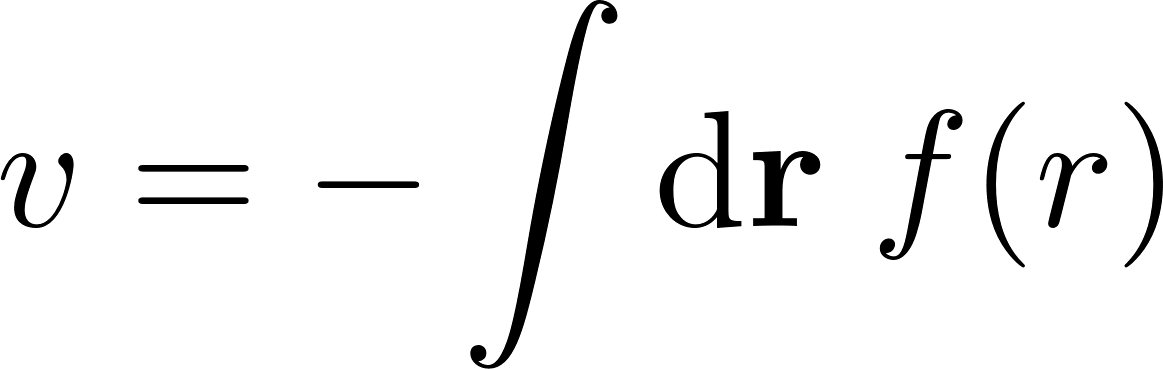 v = − ∫ d𝐫 f(r)